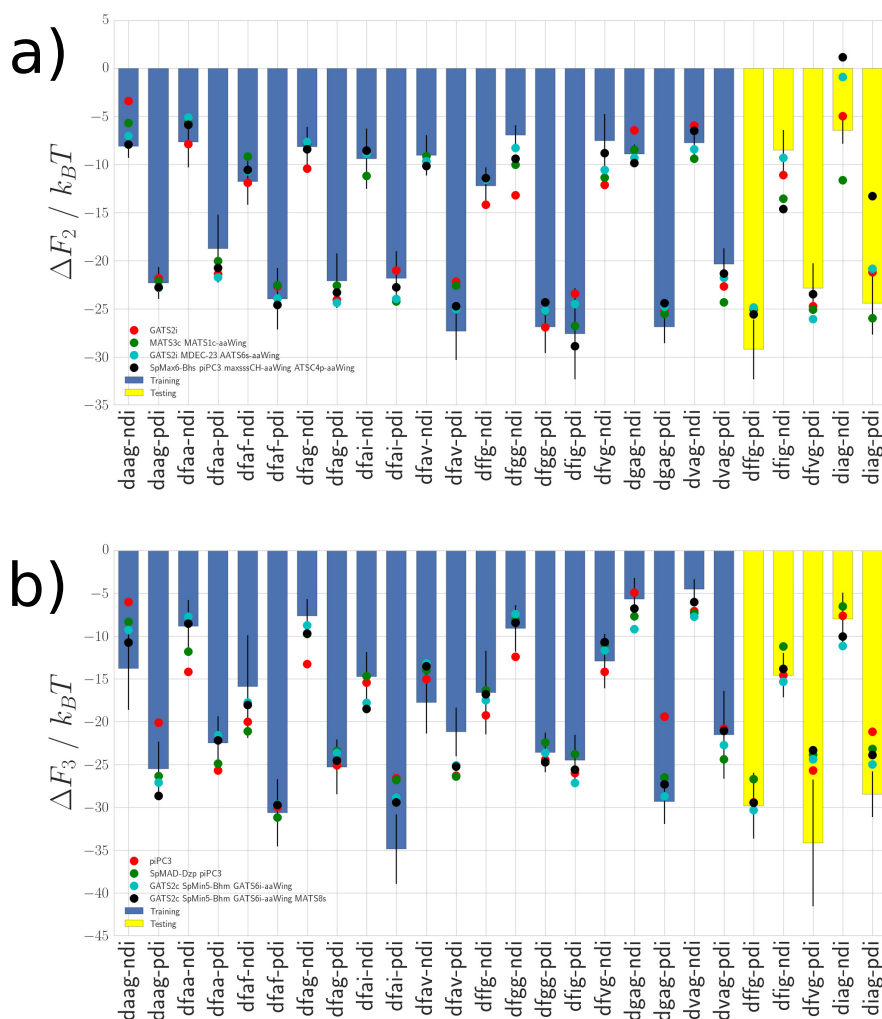 a)
ΔF₂ / k_BT
5
0
−5
−10
−15
−20
−25
−30
−35
GATS2i
MATS3c MATS1c-aaWing
GATS2i MDEC-23 AATS6s-aaWing
SpMax6-Bhs piPC3 maxsssCH-aaWing ATSC4p-aaWing
Training
Testing
daag-ndi
daag-pdi
dfaa-ndi
dfaa-pdi
dfaf-ndi
dfaf-pdi
dfag-ndi
dfag-pdi
dfai-ndi
dfai-pdi
dfav-ndi
dfav-pdi
dffg-ndi
dfgg-ndi
dfgg-pdi
dfig-pdi
dfvg-ndi
dgag-ndi
dgag-pdi
dvag-ndi
dvag-pdi
dffg-pdi
dfig-ndi
dfvg-pdi
diag-ndi
diag-pdi
b)
ΔF₃ / k_BT
0
−5
−10
−15
−20
−25
−30
−35
−40
−45
piPC3
SpMAD-Dzp piPC3
GATS2c SpMin5-Bhm GATS6i-aaWing
GATS2c SpMin5-Bhm GATS6i-aaWing MATS8s
Training
Testing
daag-ndi
daag-pdi
dfaa-ndi
dfaa-pdi
dfaf-ndi
dfaf-pdi
dfag-ndi
dfag-pdi
dfai-ndi
dfai-pdi
dfav-ndi
dfav-pdi
dffg-ndi
dfgg-ndi
dfgg-pdi
dfig-pdi
dfvg-ndi
dgag-ndi
dgag-pdi
dvag-ndi
dvag-pdi
dffg-pdi
dfig-ndi
dfvg-pdi
diag-ndi
diag-pdi